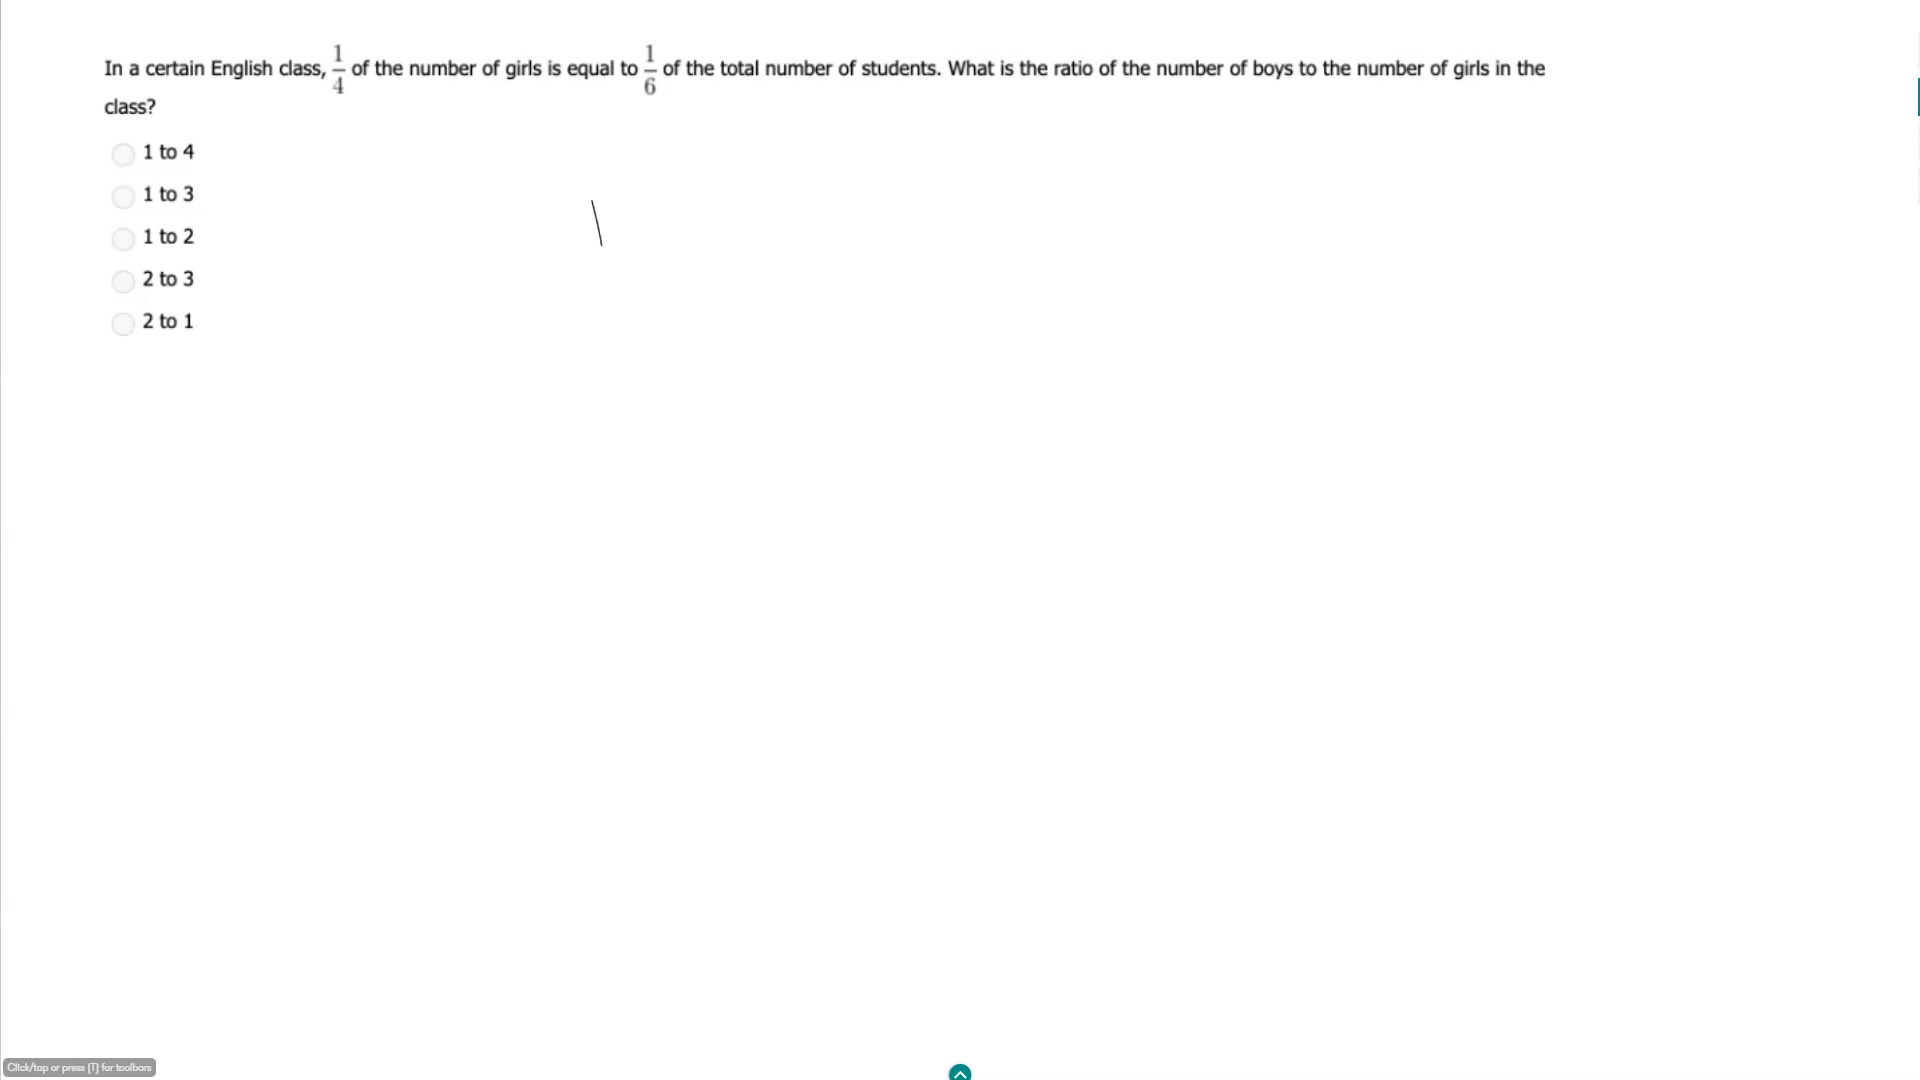 In a certain English class, 1/4 of the number of girls is equal to 1/6 of the total number of students. What is the ratio of the number of boys to the number of girls in the
class?
1 to 4
1 to 3
1 to 2
2 to 3
2 to 1
Click/tap or press [T] for toolbars